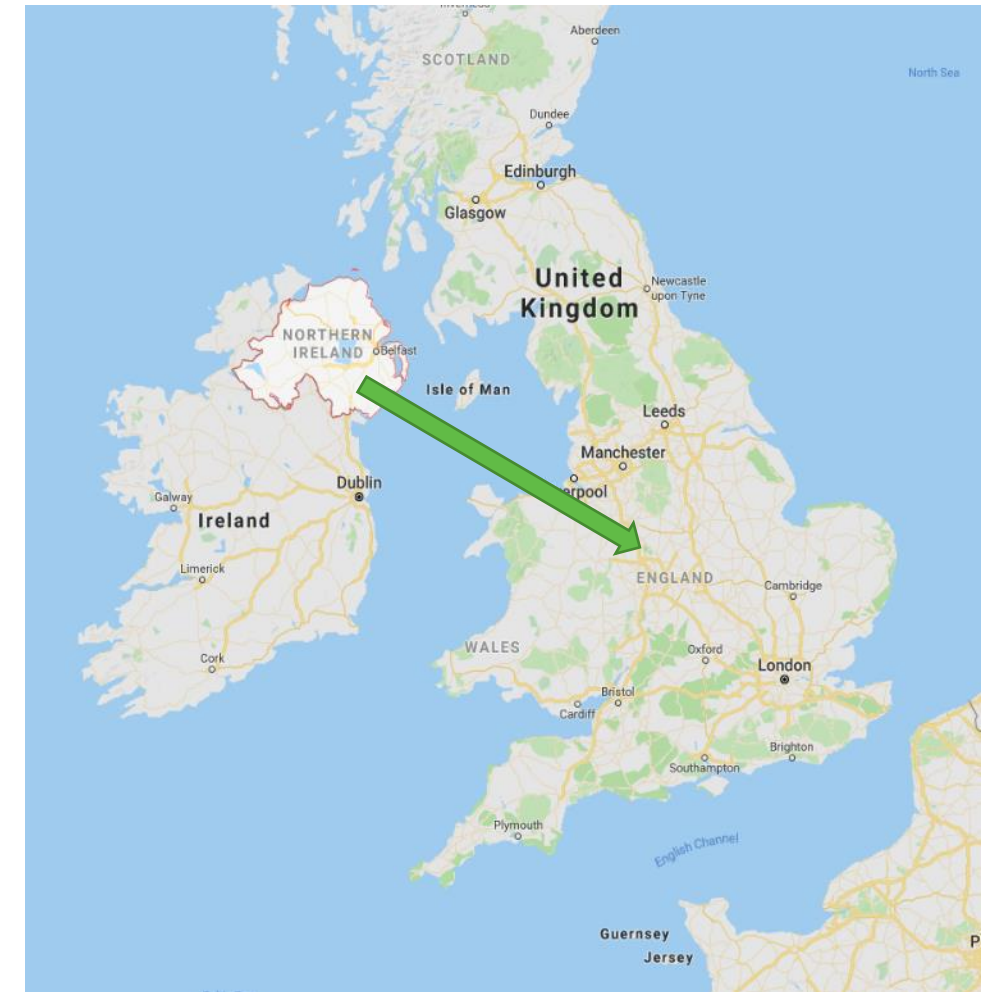 Aberdeen
SCOTLAND
North Sea
Dundee
Edinburgh
Glasgow
United
Kingdom
Newcastle
upon Tyne
NORTHERN
IRELAND
Belfast
Isle of Man
Leeds
Manchester
erpool
Dublin
Galway
Ireland
Limerick
ENGLAND
Cambridge
WALES
Oxford
Cork
London
Bristol
Cardiff
Brighton
Southampton
Plymouth
English Channel
Guernsey
Jersey
P